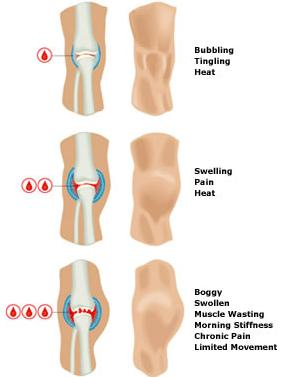 Bubbling
Tingling
Heat
Swelling
Pain
Heat
Boggy
Swollen
Muscle Wasting
Morning Stiffness
Chronic Pain
Limited Movement